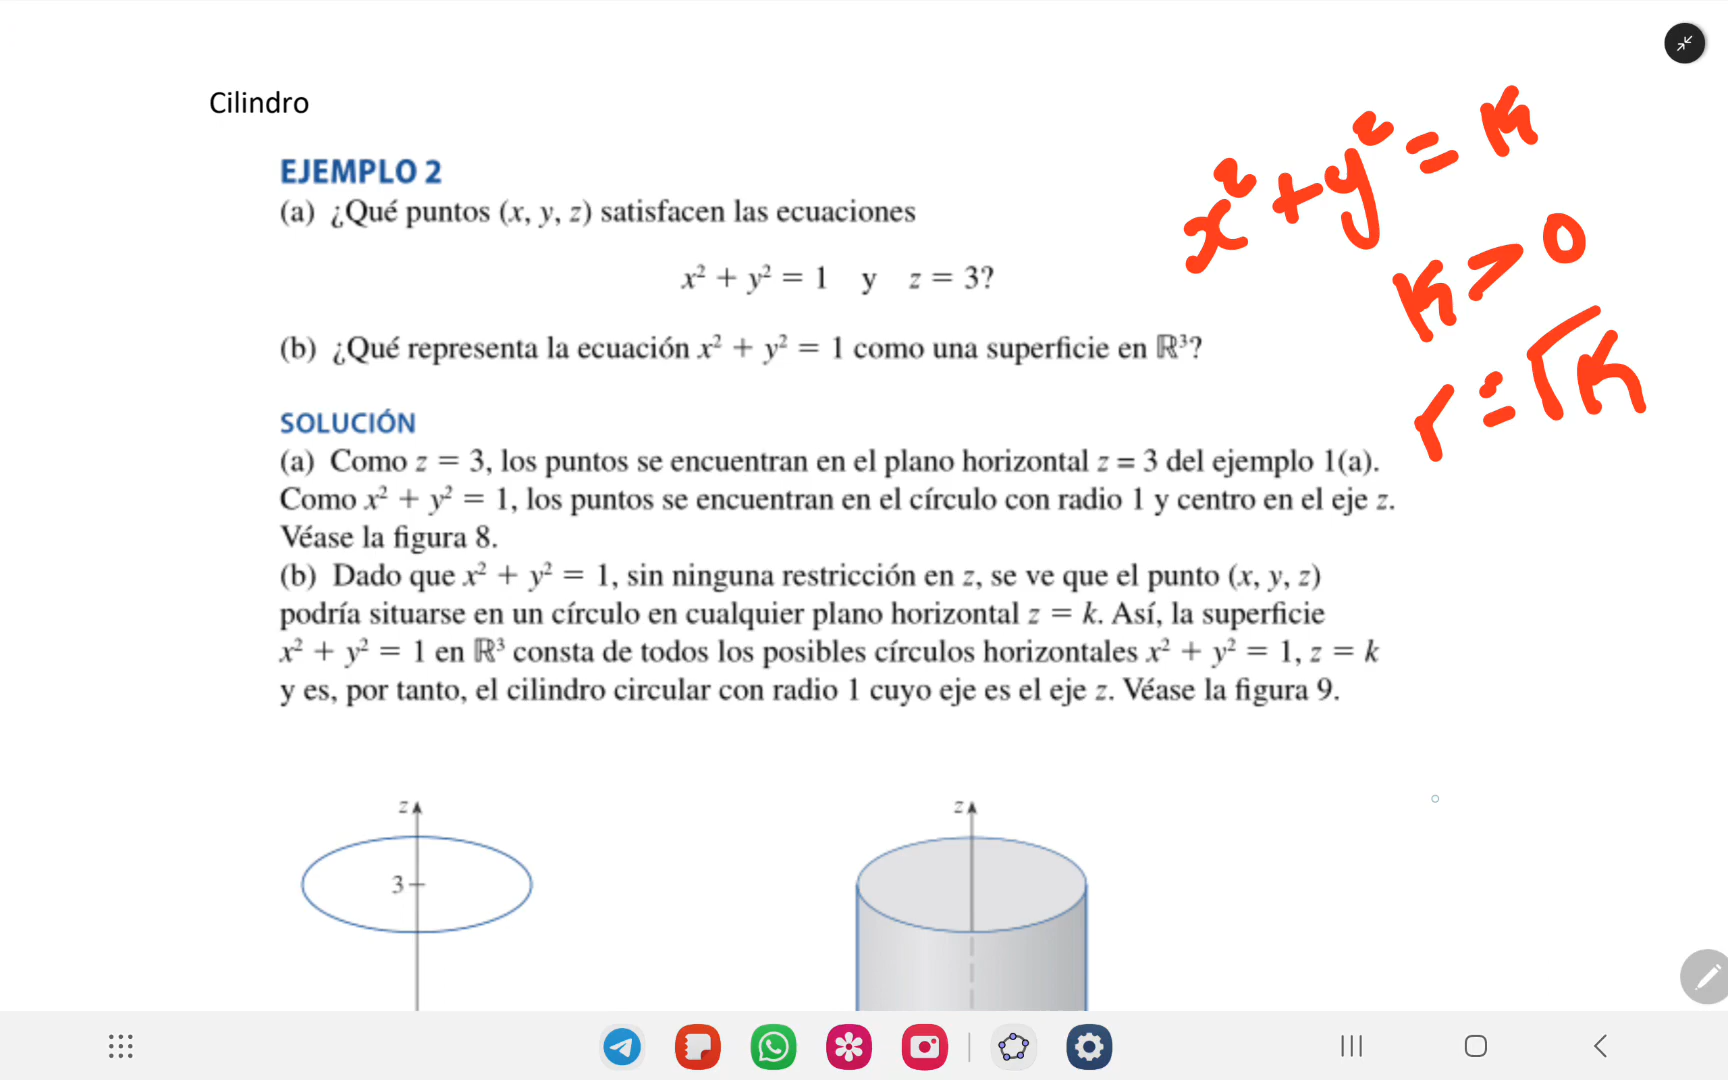 Cilindro
EJEMPLO 2
(a) ¿Qué puntos (x, y, z) satisfacen las ecuaciones
x² + y² = 1 y z = 3?
(b) ¿Qué representa la ecuación x² + y² = 1 como una superficie en ℝ³?
SOLUCIÓN
(a) Como z = 3, los puntos se encuentran en el plano horizontal z = 3 del ejemplo 1(a).
Como x² + y² = 1, los puntos se encuentran en el círculo con radio 1 y centro en el eje z.
Véase la figura 8.
(b) Dado que x² + y² = 1, sin ninguna restricción en z, se ve que el punto (x, y, z)
podría situarse en un círculo en cualquier plano horizontal z = k. Así, la superficie
x² + y² = 1 en ℝ³ consta de todos los posibles círculos horizontales x² + y² = 1, z = k
y es, por tanto, el cilindro circular con radio 1 cuyo eje es el eje z. Véase la figura 9.
x² + y² = K
K > 0
r = √K
z
3
z